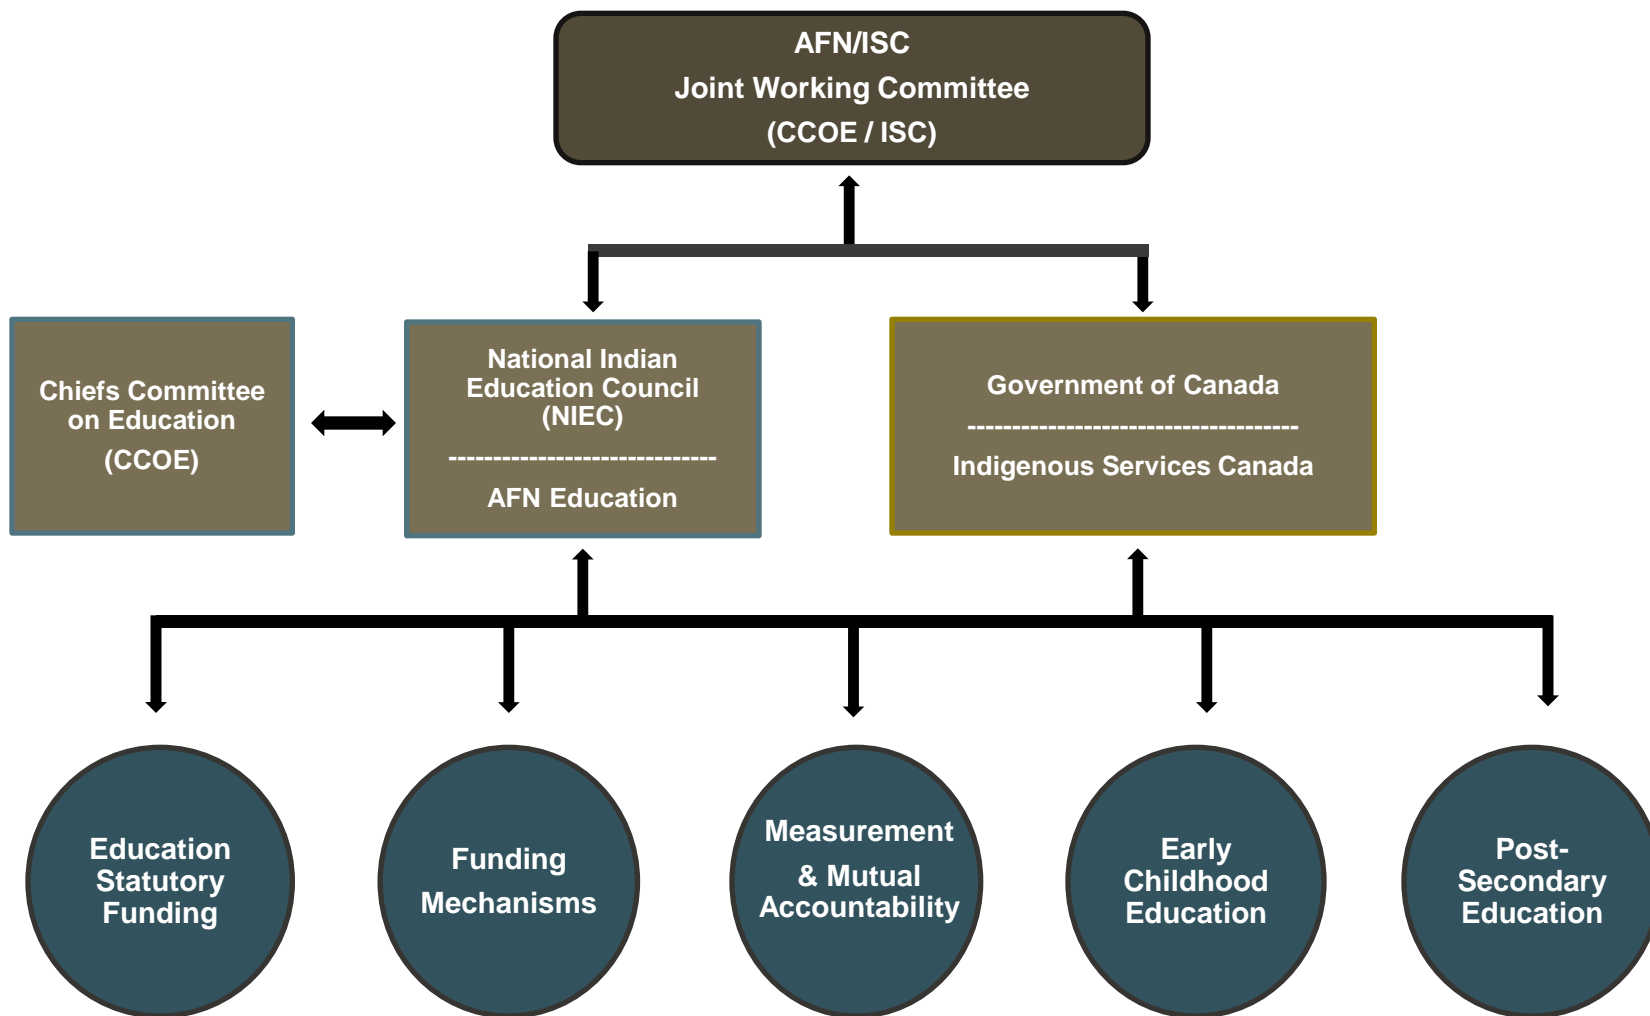 AFN/ISC
Joint Working Committee
(CCOE / ISC)
Chiefs Committee
on Education
(CCOE)
National Indian
Education Council
(NIEC)
------------------------------
AFN Education
Government of Canada
-------------------------------------
Indigenous Services Canada
Education
Statutory
Funding
Funding
Mechanisms
Measurement
& Mutual
Accountability
Early
Childhood
Education
Post-
Secondary
Education